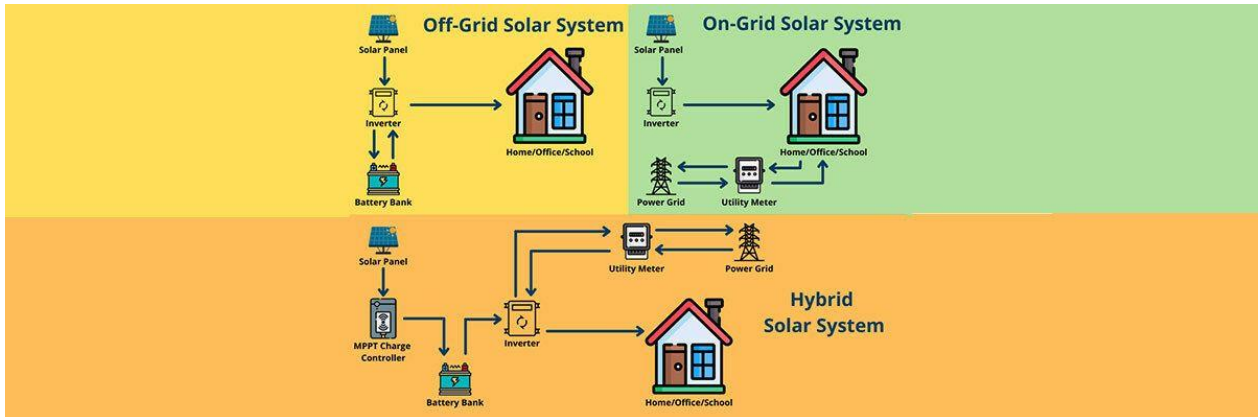 Off-Grid Solar System
Solar Panel
Inverter
Home/Office/School
Battery Bank
On-Grid Solar System
Solar Panel
Inverter
Home/Office/School
Power Grid
Utility Meter
Solar Panel
Utility Meter
Power Grid
Hybrid
Solar System
MPPT Charge
Controller
Inverter
Battery Bank
Home/Office/School